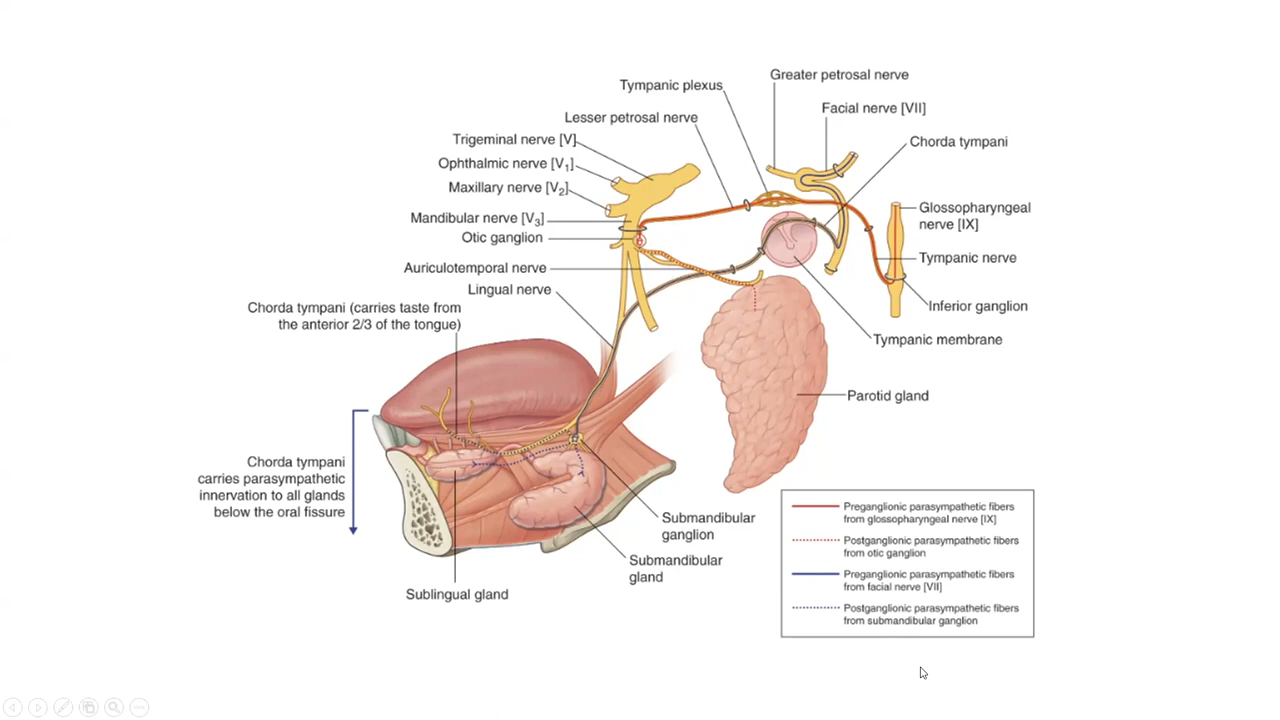 Greater petrosal nerve
Tympanic plexus
Facial nerve [VII]
Lesser petrosal nerve
Trigeminal nerve [V]
Chorda tympani
Ophthalmic nerve [V1]
Maxillary nerve [V2]
Mandibular nerve [V3]
Glossopharyngeal
nerve [IX]
Otic ganglion
Tympanic nerve
Auriculotemporal nerve
Lingual nerve
Inferior ganglion
Chorda tympani (carries taste from
the anterior 2/3 of the tongue)
Tympanic membrane
Parotid gland
Chorda tympani
carries parasympathetic
innervation to all glands
below the oral fissure
Submandibular
ganglion
Submandibular
gland
Sublingual gland
Preganglionic parasympathetic fibers
from glossopharyngeal nerve [IX]
Postganglionic parasympathetic fibers
from otic ganglion
Preganglionic parasympathetic fibers
from facial nerve [VII]
Postganglionic parasympathetic fibers
from submandibular ganglion